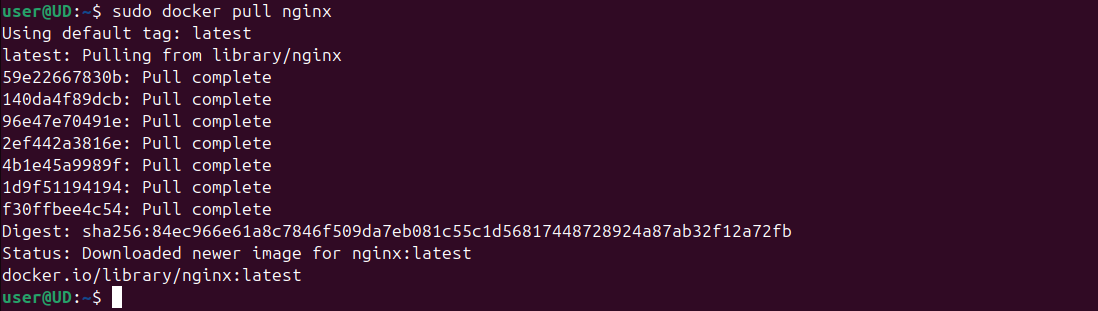 user@UD:~$ sudo docker pull nginx
Using default tag: latest
latest: Pulling from library/nginx
59e22667830b: Pull complete
140da4f89dcb: Pull complete
96e47e70491e: Pull complete
2ef442a3816e: Pull complete
4b1e45a9989f: Pull complete
1d9f51194194: Pull complete
f30ffbee4c54: Pull complete
Digest: sha256:84ec966e61a8c7846f509da7eb081c55c1d56817448728924a87ab32f12a72fb
Status: Downloaded newer image for nginx:latest
docker.io/library/nginx:latest
user@UD:~$